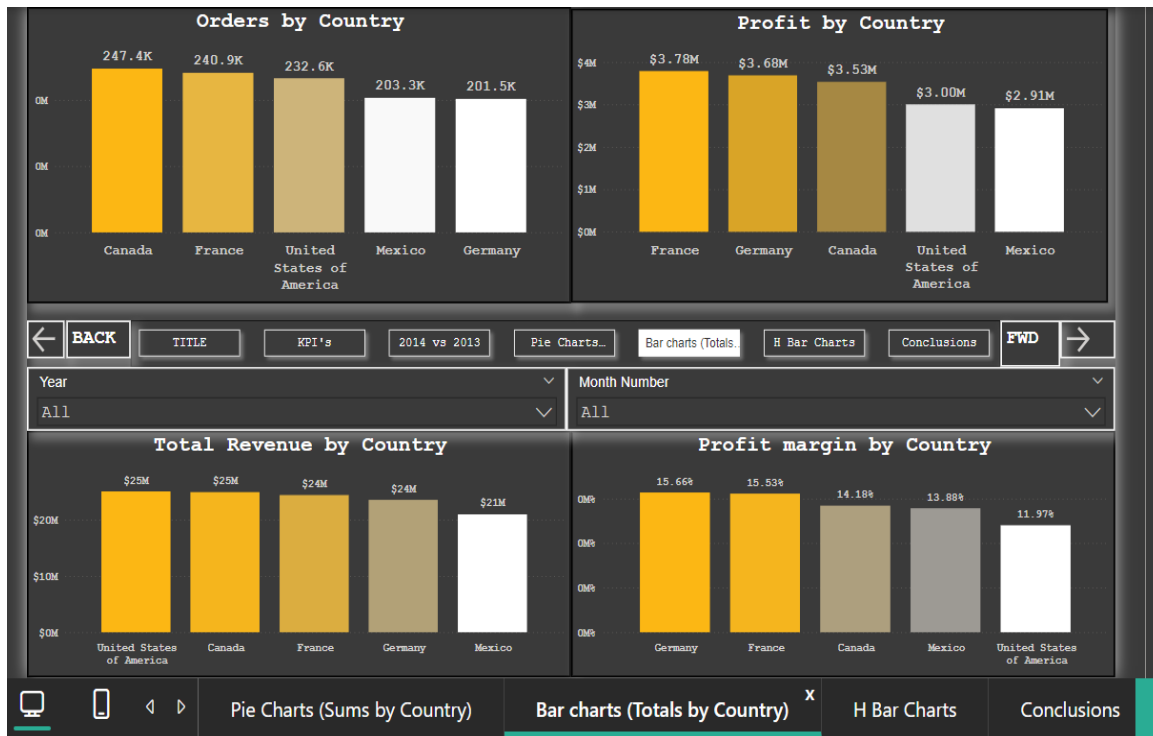 Orders by Country
247.4K
240.9K
232.6K
203.3K
201.5K
0M
0M
0M
Canada
France
United
States of
America
Mexico
Germany
Profit by Country
$4M
$3M
$2M
$1M
$0M
$3.78M
$3.68M
$3.53M
$3.00M
$2.91M
France
Germany
Canada
United
States of
America
Mexico
BACK
TITLE
KPI's
2014 vs 2013
Pie Charts…
Bar charts (Totals…
H Bar Charts
Conclusions
FWD
Year
All
Month Number
All
Total Revenue by Country
$25M
$25M
$24M
$24M
$21M
$20M
$10M
$0M
United States
of America
Canada
France
Germany
Mexico
Profit margin by Country
15.66%
15.53%
14.18%
13.88%
11.97%
0M%
0M%
0M%
0M%
Germany
France
Canada
Mexico
United States
of America
Pie Charts (Sums by Country)
Bar charts (Totals by Country)
x
H Bar Charts
Conclusions